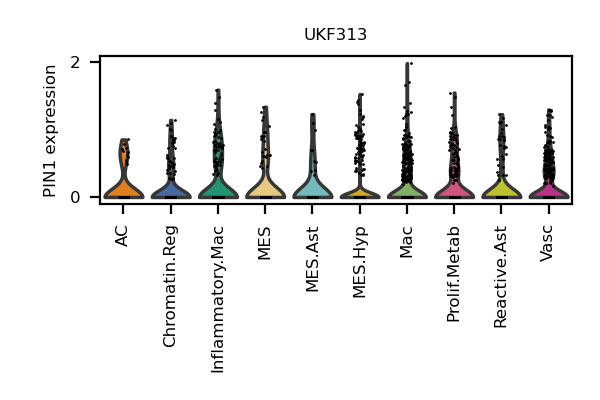 UKF313
PIN1 expression
2
0
AC
Chromatin.Reg
Inflammatory.Mac
MES
MES.Ast
MES.Hyp
Mac
Prolif.Metab
Reactive.Ast
Vasc